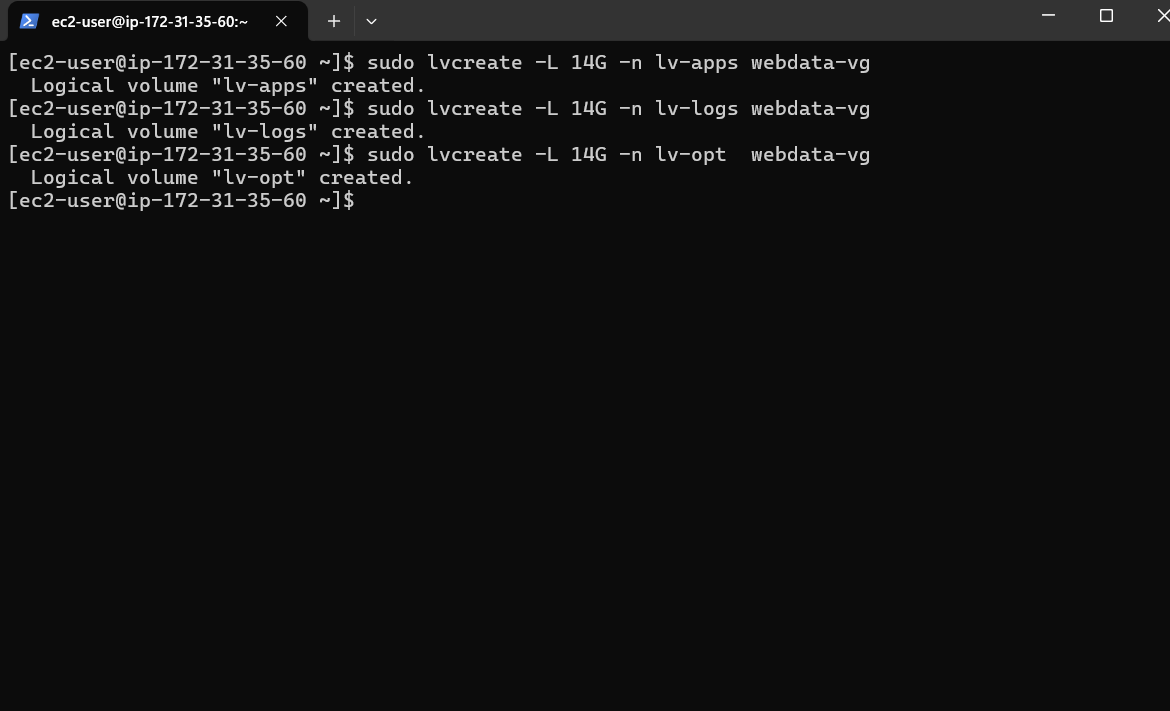 ec2-user@ip-172-31-35-60:~
[ec2-user@ip-172-31-35-60 ~]$ sudo lvcreate -L 14G -n lv-apps webdata-vg
  Logical volume "lv-apps" created.
[ec2-user@ip-172-31-35-60 ~]$ sudo lvcreate -L 14G -n lv-logs webdata-vg
  Logical volume "lv-logs" created.
[ec2-user@ip-172-31-35-60 ~]$ sudo lvcreate -L 14G -n lv-opt  webdata-vg
  Logical volume "lv-opt" created.
[ec2-user@ip-172-31-35-60 ~]$